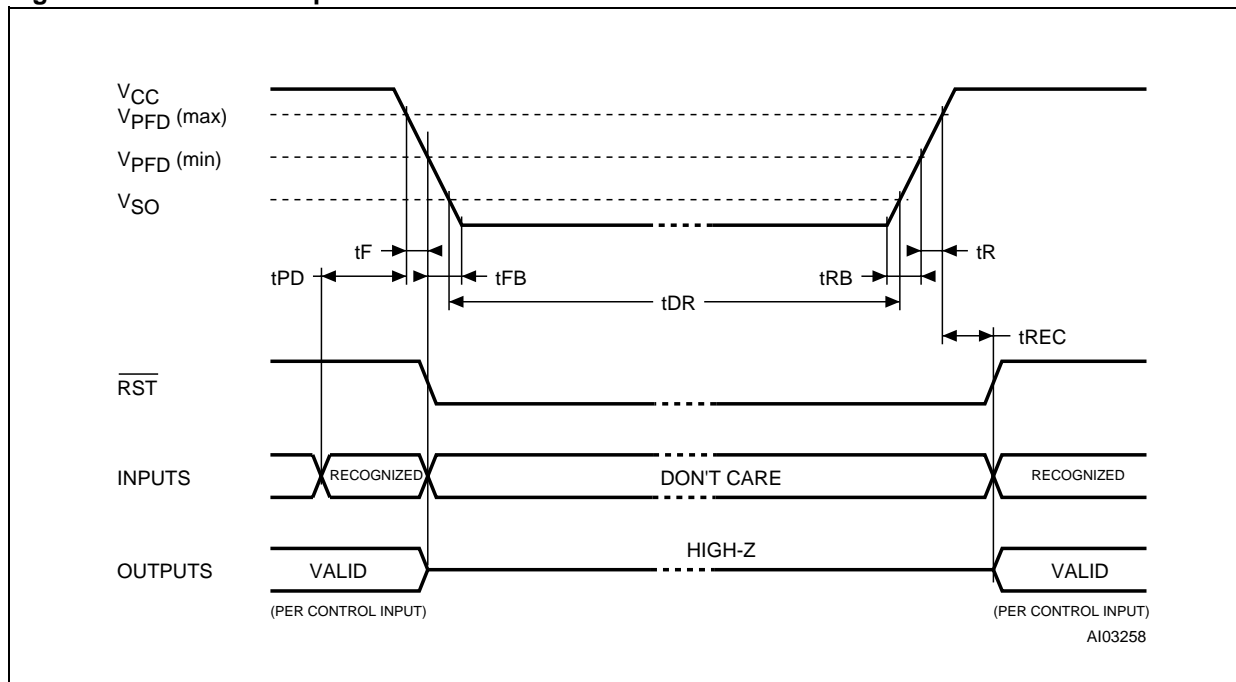 VCC
VPFD (max)
VPFD (min)
VSO
tF
tR
tPD
tFB
tRB
tDR
tREC
RST
INPUTS
RECOGNIZED
DON'T CARE
RECOGNIZED
HIGH-Z
OUTPUTS
VALID
VALID
(PER CONTROL INPUT)
(PER CONTROL INPUT)
AI03258